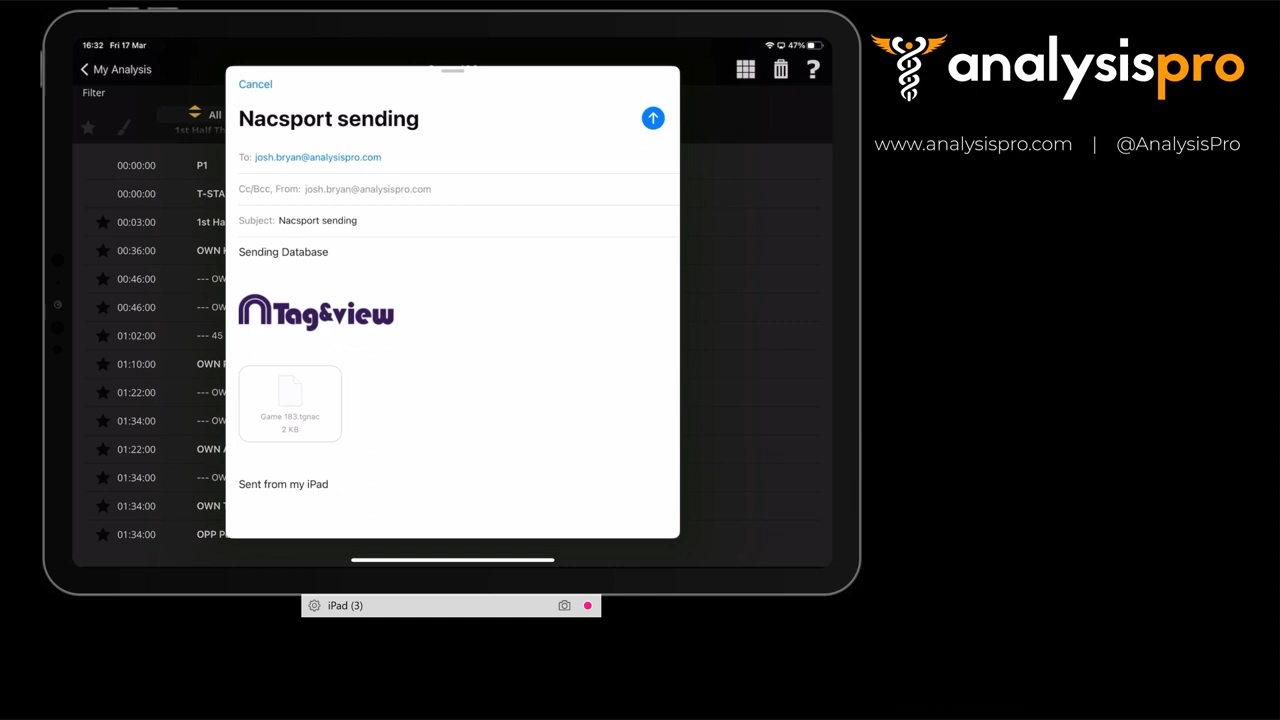 16:32 Fri 17 Mar
47%
My Analysis
?
Filter
All
1st Half Th
Cancel
Nacsport sending
To: josh.bryan@analysispro.com
Cc/Bcc, From: josh.bryan@analysispro.com
Subject: Nacsport sending
Sending Database
Tag&view
Game 183.tgnac
2 KB
Sent from my iPad
00:00:00 P1
00:00:00 T-STA
00:03:00 1st Ha
00:36:00 OWN
00:46:00 --- OW
00:46:00 --- OW
01:02:00 --- 45
01:10:00 OWN
01:22:00 --- OW
01:34:00 --- OW
01:22:00 OWN
01:34:00 --- OW
01:34:00 OWN
01:34:00 OPP P
iPad (3)
analysispro
www.analysispro.com | @AnalysisPro